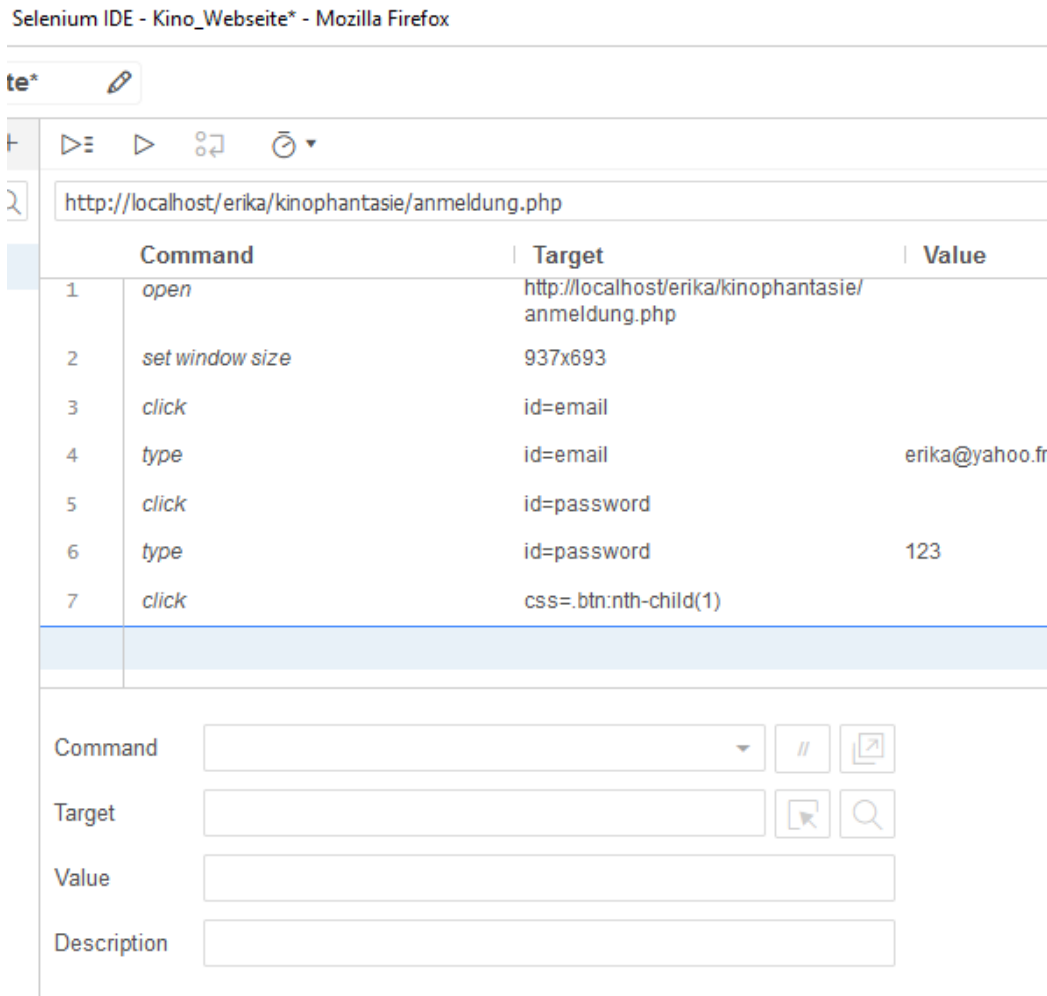 Selenium IDE - Kino_Webseite* - Mozilla Firefox
te*
http://localhost/erika/kinophantasie/anmeldung.php
Command Target Value
1 open http://localhost/erika/kinophantasie/
anmeldung.php
2 set window size 937x693
3 click id=email
4 type id=email erika@yahoo.fr
5 click id=password
6 type id=password 123
7 click css=.btn:nth-child(1)
Command //
Target
Value
Description